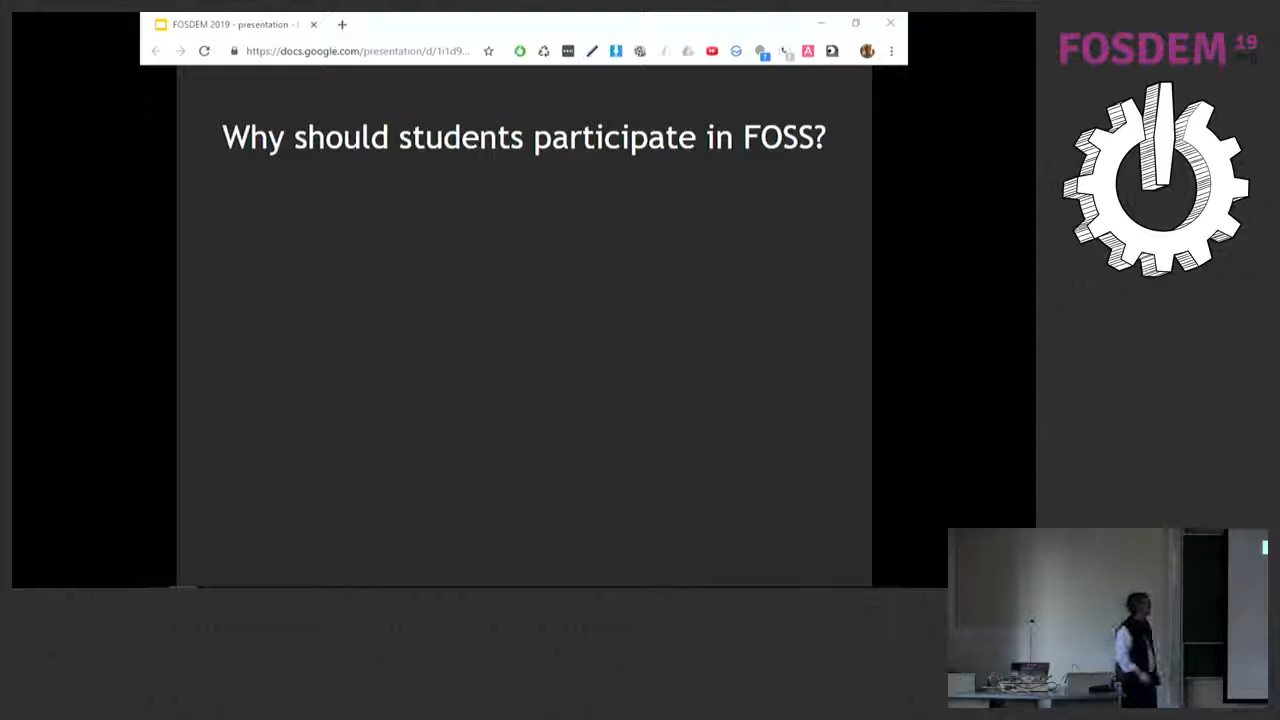 FOSDEM 2019 - presentation -
https://docs.google.com/presentation/d/1i1d9...
Why should students participate in FOSS?
FOSDEM 19